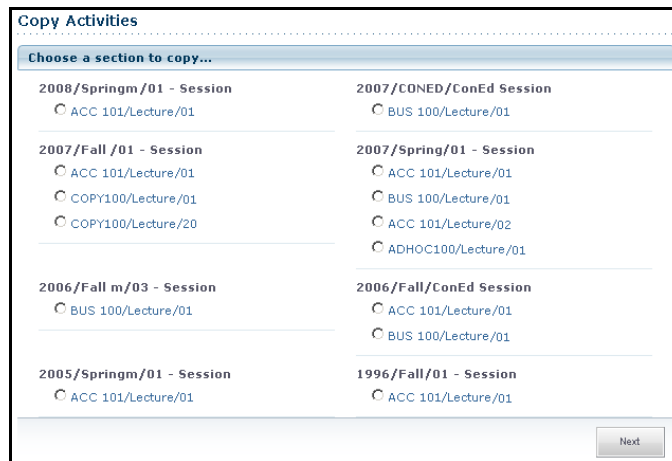 Copy Activities
Choose a section to copy...
2008/Springm/01 - Session
ACC 101/Lecture/01
2007/CONED/ConEd Session
BUS 100/Lecture/01
2007/Fall /01 - Session
ACC 101/Lecture/01
COPY100/Lecture/01
COPY100/Lecture/20
2007/Spring/01 - Session
ACC 101/Lecture/01
BUS 100/Lecture/01
ACC 101/Lecture/02
ADHOC100/Lecture/01
2006/Fall m/03 - Session
BUS 100/Lecture/01
2006/Fall/ConEd Session
ACC 101/Lecture/01
BUS 100/Lecture/01
2005/Springm/01 - Session
ACC 101/Lecture/01
1996/Fall/01 - Session
ACC 101/Lecture/01
Next